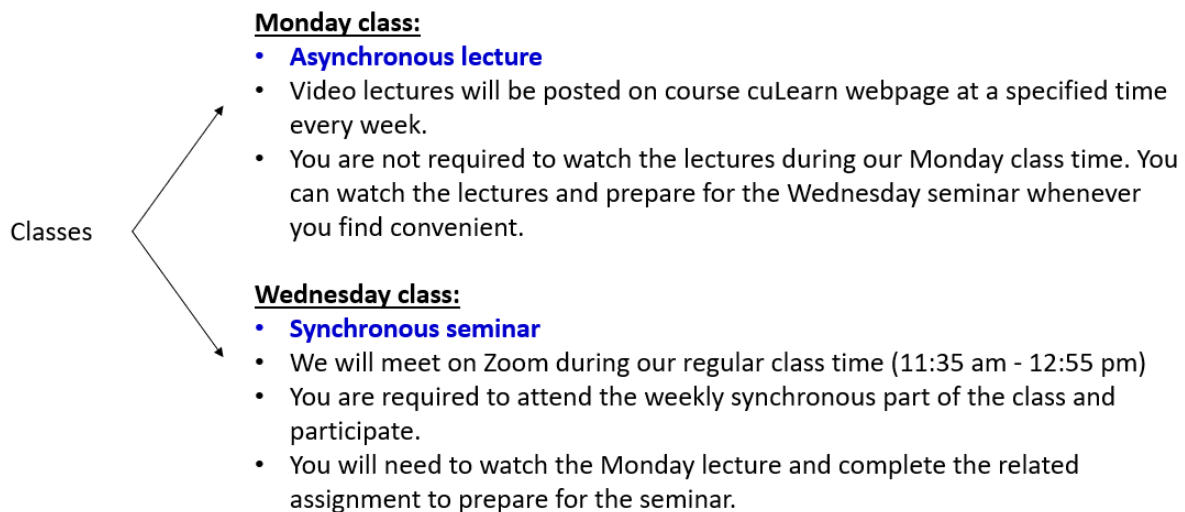 Monday class:
• Asynchronous lecture
• Video lectures will be posted on course cuLearn webpage at a specified time
every week.
• You are not required to watch the lectures during our Monday class time. You
can watch the lectures and prepare for the Wednesday seminar whenever
you find convenient.
Classes
Wednesday class:
• Synchronous seminar
• We will meet on Zoom during our regular class time (11:35 am - 12:55 pm)
• You are required to attend the weekly synchronous part of the class and
participate.
• You will need to watch the Monday lecture and complete the related
assignment to prepare for the seminar.